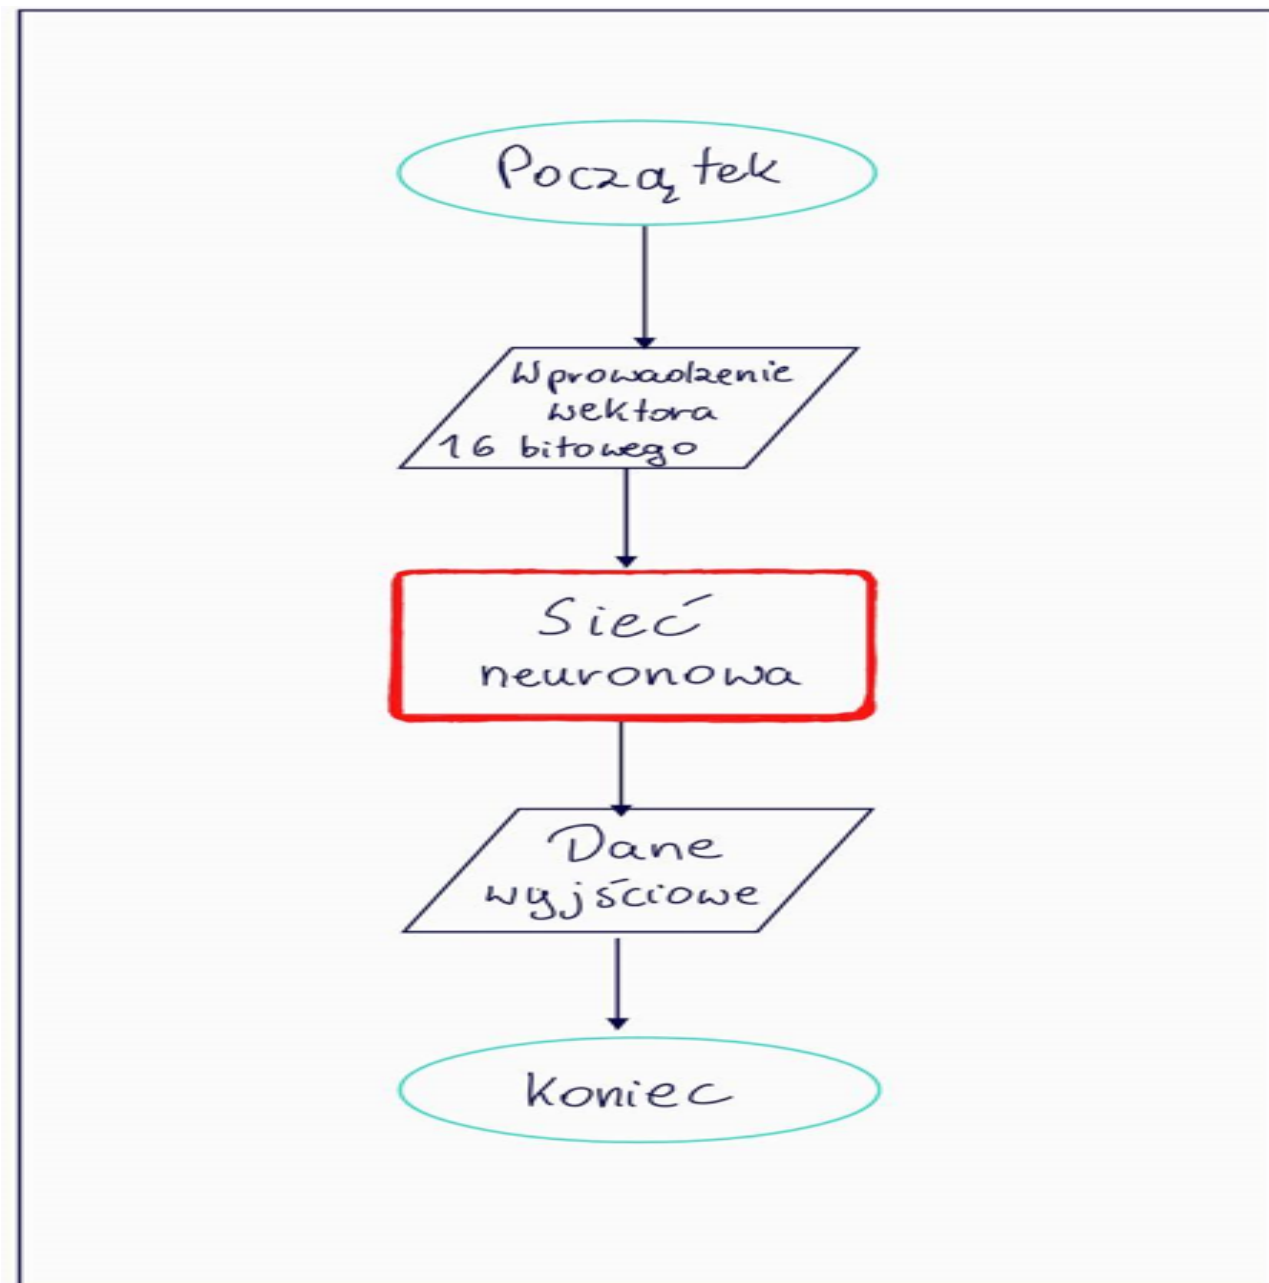 Początek
Wprowadzenie
wektora
16 bitowego
Sieć
neuronowa
Dane
wyjściowe
Koniec